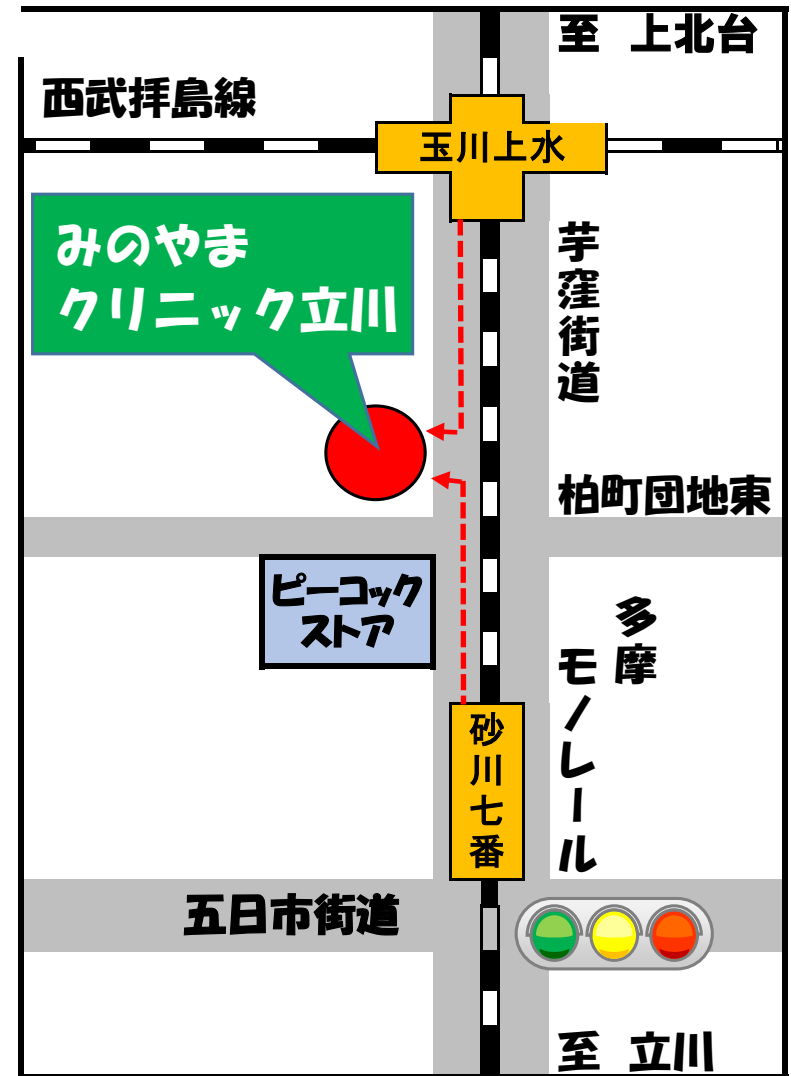 至 上北台
西武拝島線
玉川上水
みのやま
クリニック立川
芋窪街道
柏町団地東
ピーコック
ストア
多摩
モノレール
砂川七番
五日市街道
至 立川